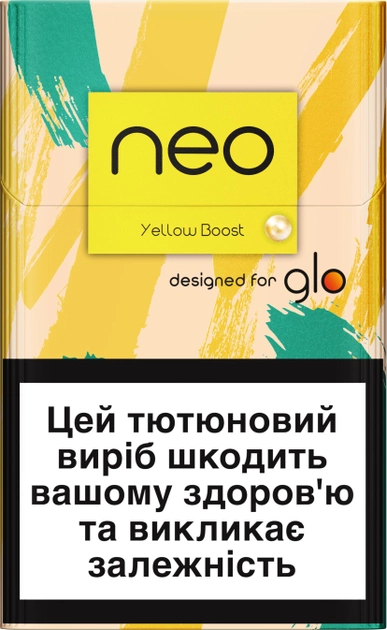 neo
Yellow Boost
designed for glo
Цей тютюновий
виріб шкодить
вашому здоров'ю
та викликає
залежність